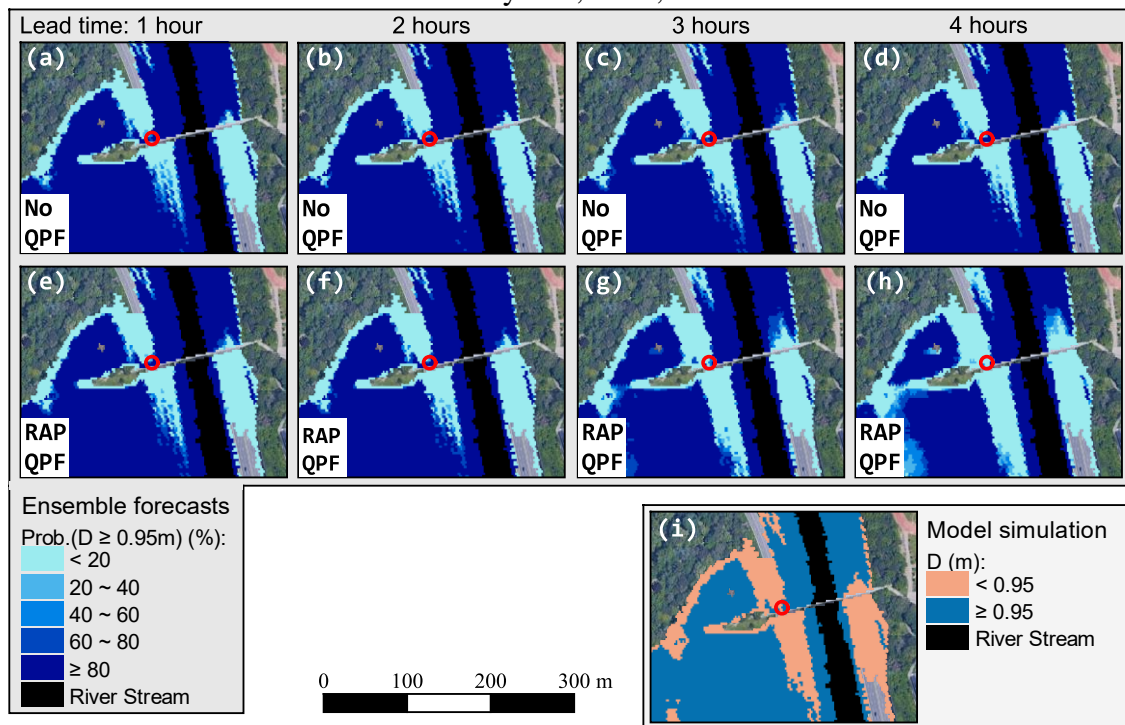 Lead time: 1 hour 2 hours 3 hours 4 hours
(a) (b) (c) (d)
No QPF No QPF No QPF No QPF
(e) (f) (g) (h)
RAP QPF RAP QPF RAP QPF RAP QPF
Ensemble forecasts
Prob.(D ≥ 0.95m) (%):
< 20
20 ~ 40
40 ~ 60
60 ~ 80
≥ 80
River Stream
0 100 200 300 m
(i)
Model simulation
D (m):
< 0.95
≥ 0.95
River Stream